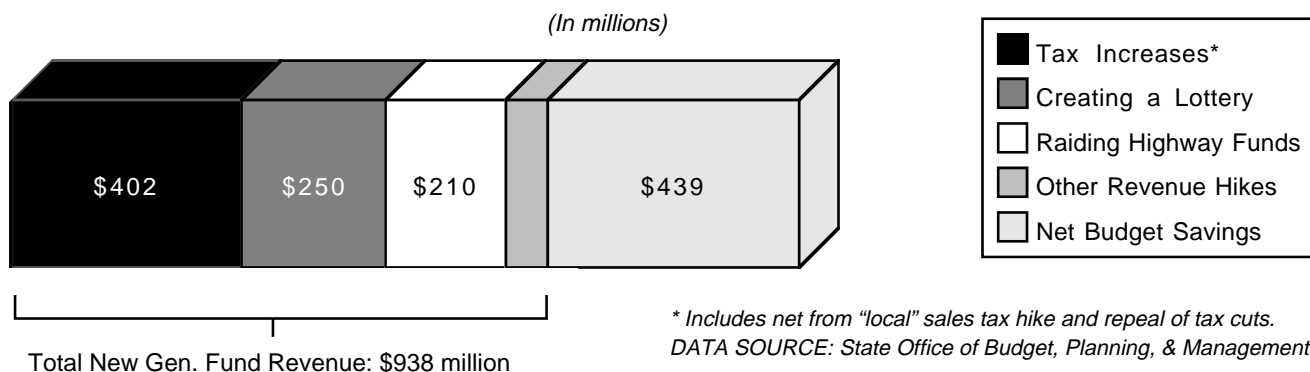 (In millions)
$402
$250
$210
$439
Tax Increases*
Creating a Lottery
Raiding Highway Funds
Other Revenue Hikes
Net Budget Savings
Total New Gen. Fund Revenue: $938 million
* Includes net from “local” sales tax hike and repeal of tax cuts.
DATA SOURCE: State Office of Budget, Planning, & Management